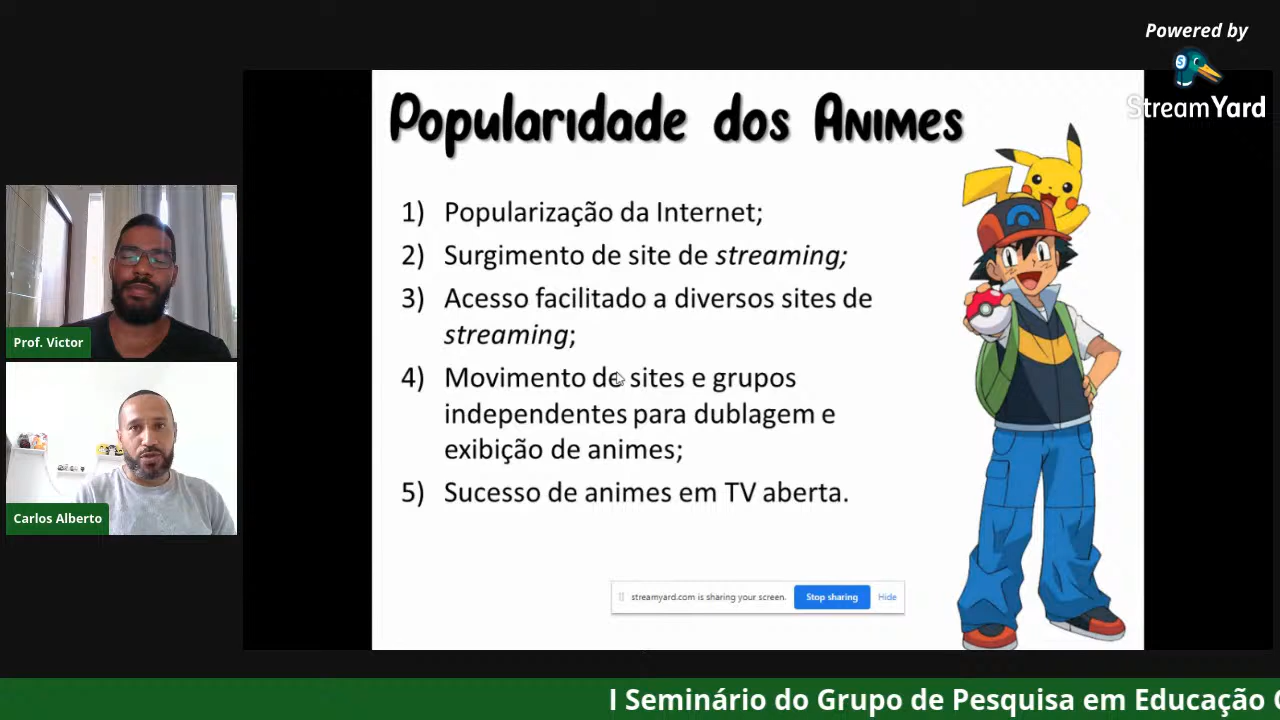 Powered by
StreamYard
Popularidade dos Animes
1) Popularização da Internet;
2) Surgimento de site de streaming;
3) Acesso facilitado a diversos sites de
streaming;
4) Movimento de sites e grupos
independentes para dublagem e
exibição de animes;
5) Sucesso de animes em TV aberta.
Prof. Victor
Carlos Alberto
streamyard.com is sharing your screen.
Stop sharing
Hide
I Seminário do Grupo de Pesquisa em Educação